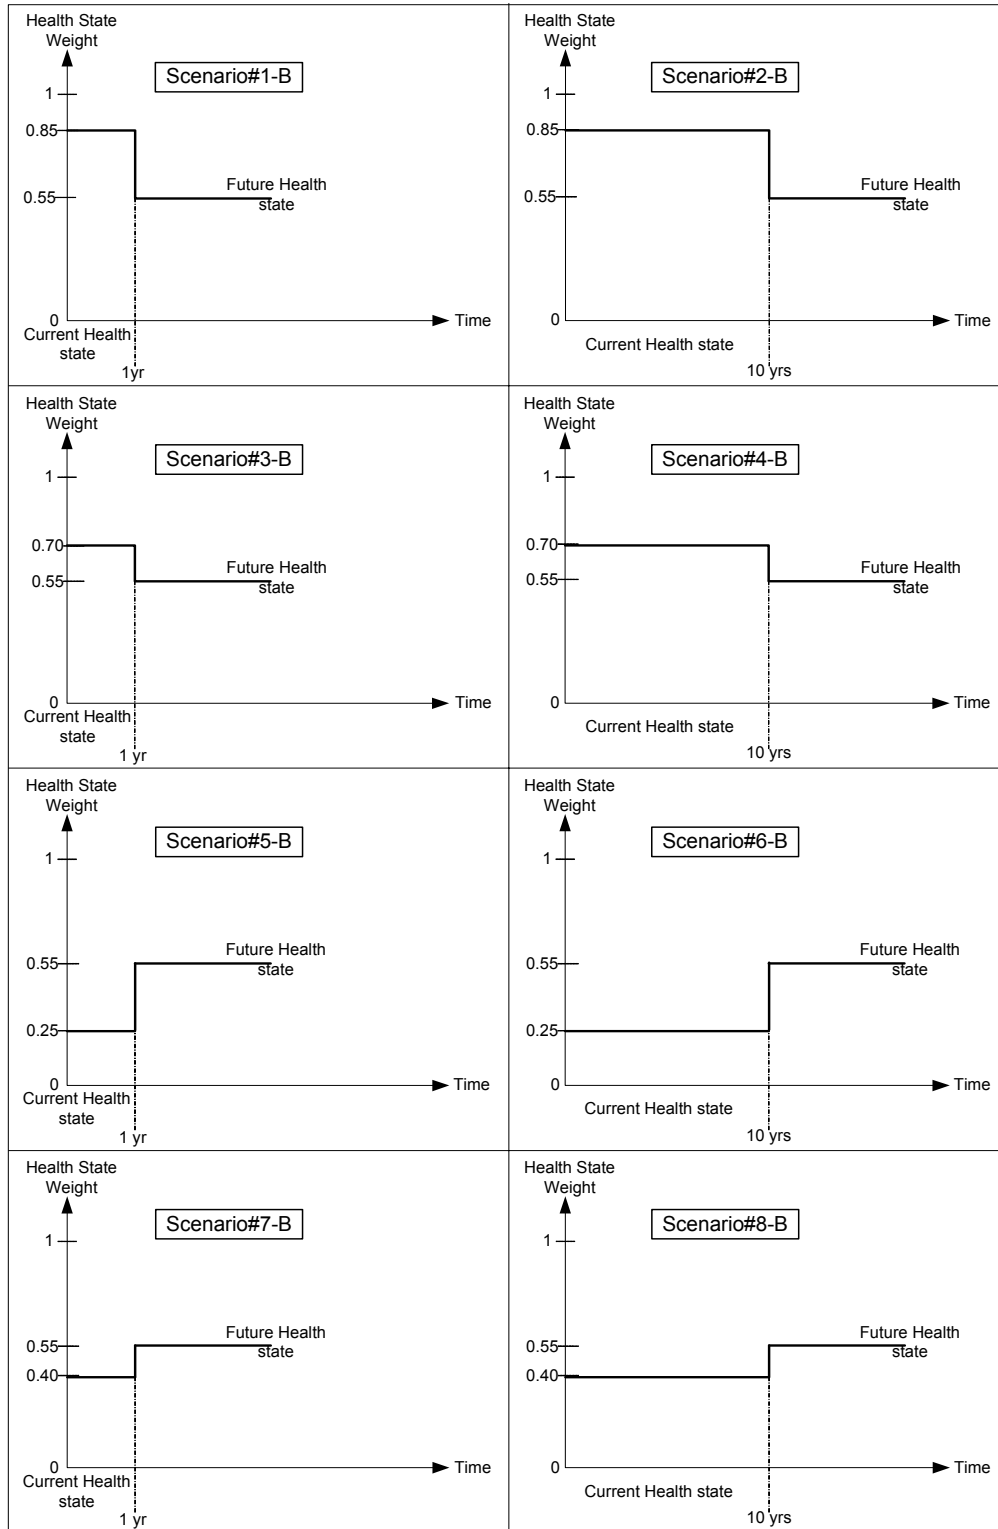 Health State
Weight
Scenario#1-B
1
0.85
0.55
Future Health
state
0
Time
Current Health
state
1yr
Health State
Weight
Scenario#2-B
1
0.85
0.55
Future Health
state
0
Time
Current Health state
10 yrs
Health State
Weight
Scenario#3-B
1
0.70
0.55
Future Health
state
0
Time
Current Health
state
1 yr
Health State
Weight
Scenario#4-B
1
0.70
0.55
Future Health
state
0
Time
Current Health state
10 yrs
Health State
Weight
Scenario#5-B
1
Future Health
state
0.55
0.25
0
Time
Current Health
state
1 yr
Health State
Weight
Scenario#6-B
1
Future Health
state
0.55
0.25
0
Time
Current Health state
10 yrs
Health State
Weight
Scenario#7-B
1
Future Health
state
0.55
0.40
0
Time
Current Health
state
1 yr
Health State
Weight
Scenario#8-B
1
Future Health
state
0.55
0.40
0
Time
Current Health state
10 yrs